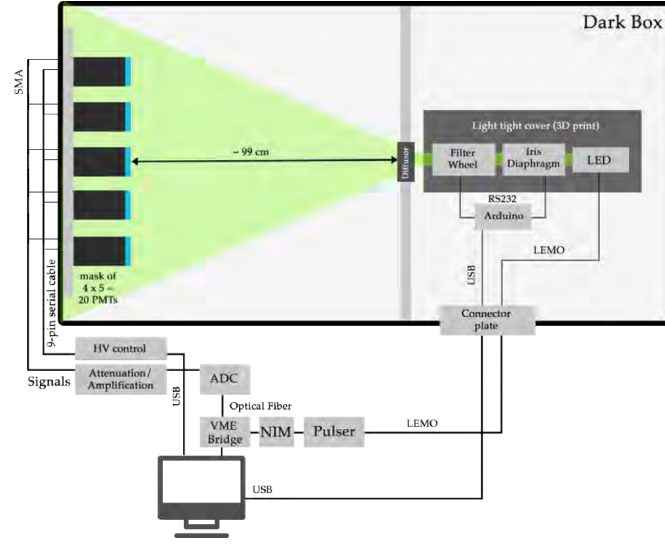 Dark Box
SMA
Light tight cover (3D print)
~ 99 cm
Diffusor
Filter
Wheel
Iris
Diaphragm
LED
RS232
Arduino
USB
LEMO
mask of
4 x 5 =
20 PMTs
9-pin serial cable
Connector
plate
HV control
Signals
Attenuation/
Amplification
USB
ADC
Optical Fiber
VME
Bridge
NIM
Pulser
LEMO
USB